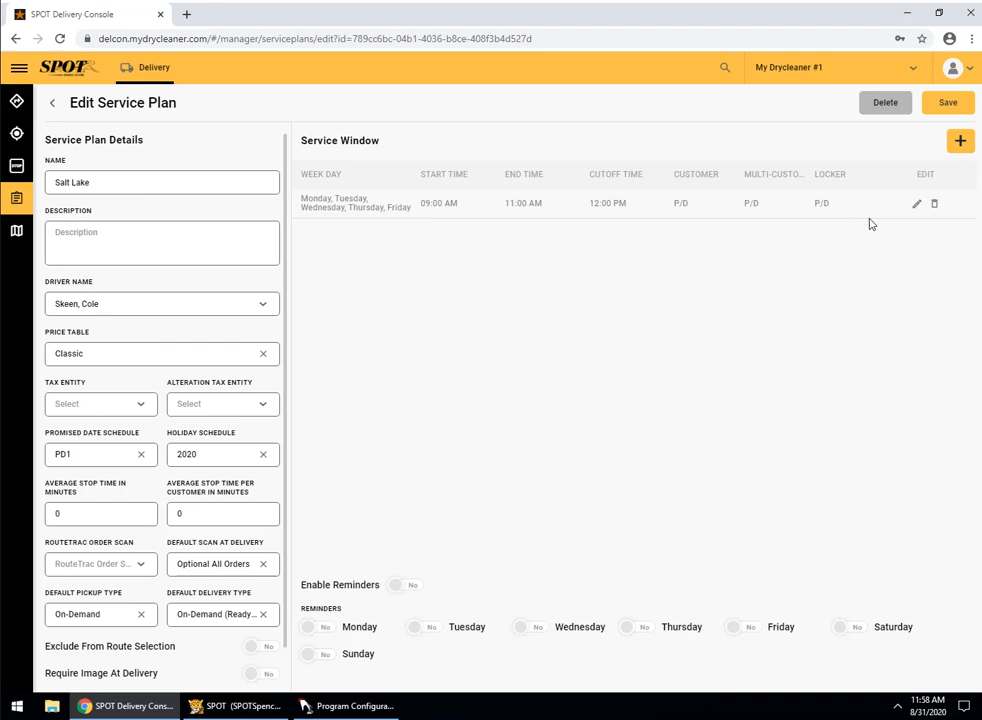 SPOT Delivery Console
delcon.mydrycleaner.com/#/manager/serviceplans/edit?id=789cc6bc-04b1-4036-b8ce-408f3b4d527d
SPOT
Delivery
My Drycleaner #1
Edit Service Plan
Delete
Save
STOP
Service Plan Details
NAME
Salt Lake
DESCRIPTION
Description
DRIVER NAME
Skeen, Cole
PRICE TABLE
Classic
TAX ENTITY
ALTERATION TAX ENTITY
Select
Select
PROMISED DATE SCHEDULE
HOLIDAY SCHEDULE
PD1
2020
AVERAGE STOP TIME IN
MINUTES
AVERAGE STOP TIME PER
CUSTOMER IN MINUTES
0
0
ROUTETRAC ORDER SCAN
DEFAULT SCAN AT DELIVERY
RouteTrac Order S...
Optional All Orders
DEFAULT PICKUP TYPE
DEFAULT DELIVERY TYPE
On-Demand
On-Demand (Ready...
Exclude From Route Selection
No
Require Image At Delivery
No
Service Window
WEEK DAY
START TIME
END TIME
CUTOFF TIME
CUSTOMER
MULTI-CUSTO...
LOCKER
EDIT
Monday, Tuesday,
Wednesday, Thursday, Friday
09:00 AM
11:00 AM
12:00 PM
P/D
P/D
P/D
Enable Reminders
No
REMINDERS
No Monday
No Tuesday
No Wednesday
No Thursday
No Friday
No Saturday
No Sunday
SPOT Delivery Cons...
SPOT (SPOTSpenc...
Program Configura...
11:58 AM
8/31/2020